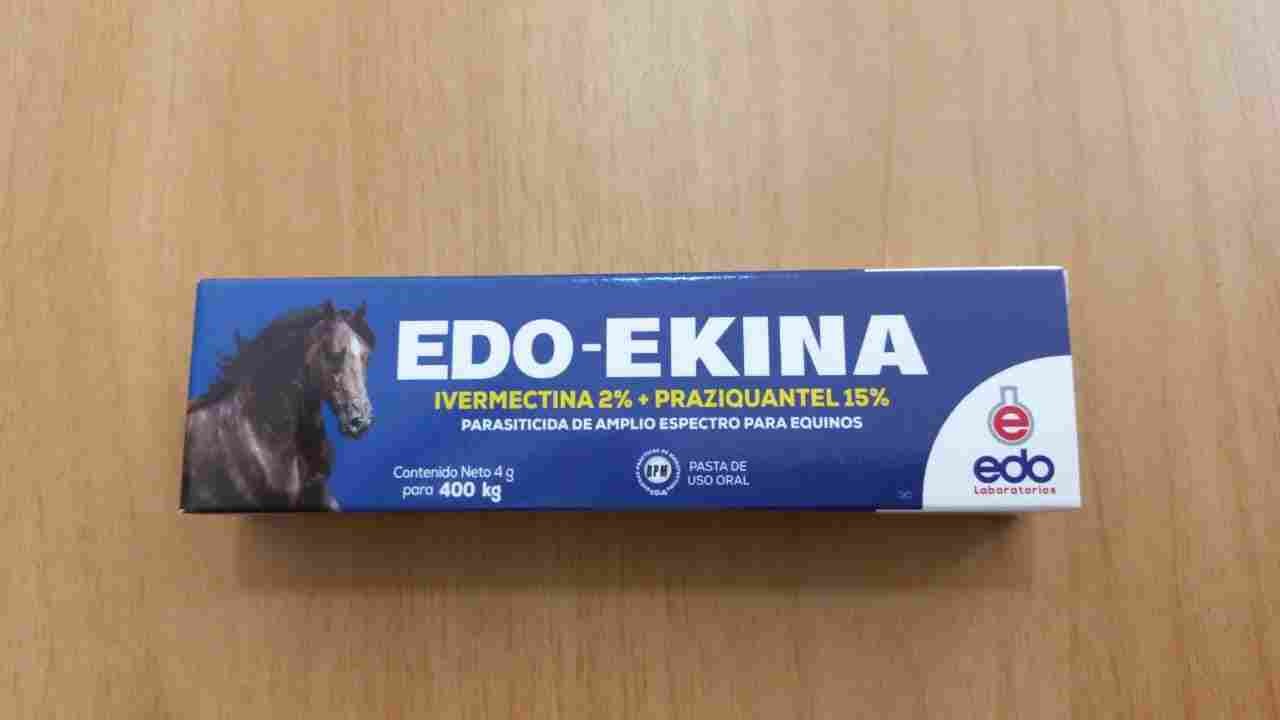 EDO-EKINA
IVERMECTINA 2% + PRAZIQUANTEL 15%
PARASITICIDA DE AMPLIO ESPECTRO PARA EQUINOS
Contenido Neto 4 g
para 400 kg
BPM
PASTA DE
USO ORAL
e
edo
Laboratorios